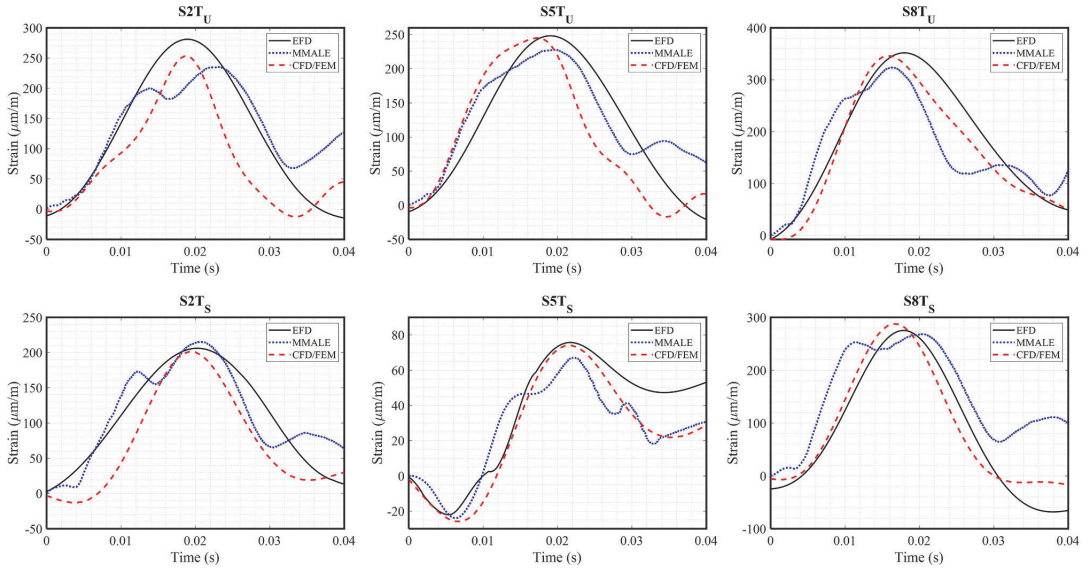 S2T_U
300
250
200
150
100
50
0
-50
Strain (μm/m)
EFD
MMALE
CFD/FEM
0 0.01 0.02 0.03 0.04
Time (s)
S5T_U
250
200
150
100
50
0
-50
Strain (μm/m)
EFD
MMALE
CFD/FEM
0 0.01 0.02 0.03 0.04
Time (s)
S8T_U
400
300
200
100
0
Strain (μm/m)
EFD
MMALE
CFD/FEM
0 0.01 0.02 0.03 0.04
Time (s)
S2T_S
250
200
150
100
50
0
-50
Strain (μm/m)
EFD
MMALE
CFD/FEM
0 0.01 0.02 0.03 0.04
Time (s)
S5T_S
80
60
40
20
0
-20
Strain (μm/m)
EFD
MMALE
CFD/FEM
0 0.01 0.02 0.03 0.04
Time (s)
S8T_S
300
200
100
0
-100
Strain (μm/m)
EFD
MMALE
CFD/FEM
0 0.01 0.02 0.03 0.04
Time (s)